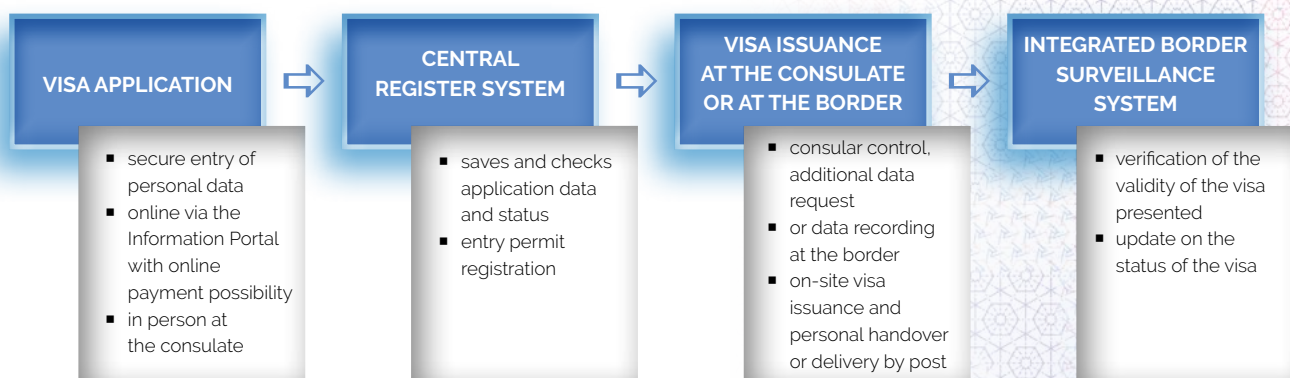 VISA APPLICATION
▪ secure entry of
personal data
▪ online via the
Information Portal
with online
payment possibility
▪ in person at
the consulate
CENTRAL
REGISTER SYSTEM
▪ saves and checks
application data
and status
▪ entry permit
registration
VISA ISSUANCE
AT THE CONSULATE
OR AT THE BORDER
▪ consular control,
additional data
request
▪ or data recording
at the border
▪ on-site visa
issuance and
personal handover
or delivery by post
INTEGRATED BORDER
SURVEILLANCE
SYSTEM
▪ verification of the
validity of the visa
presented
▪ update on the
status of the visa